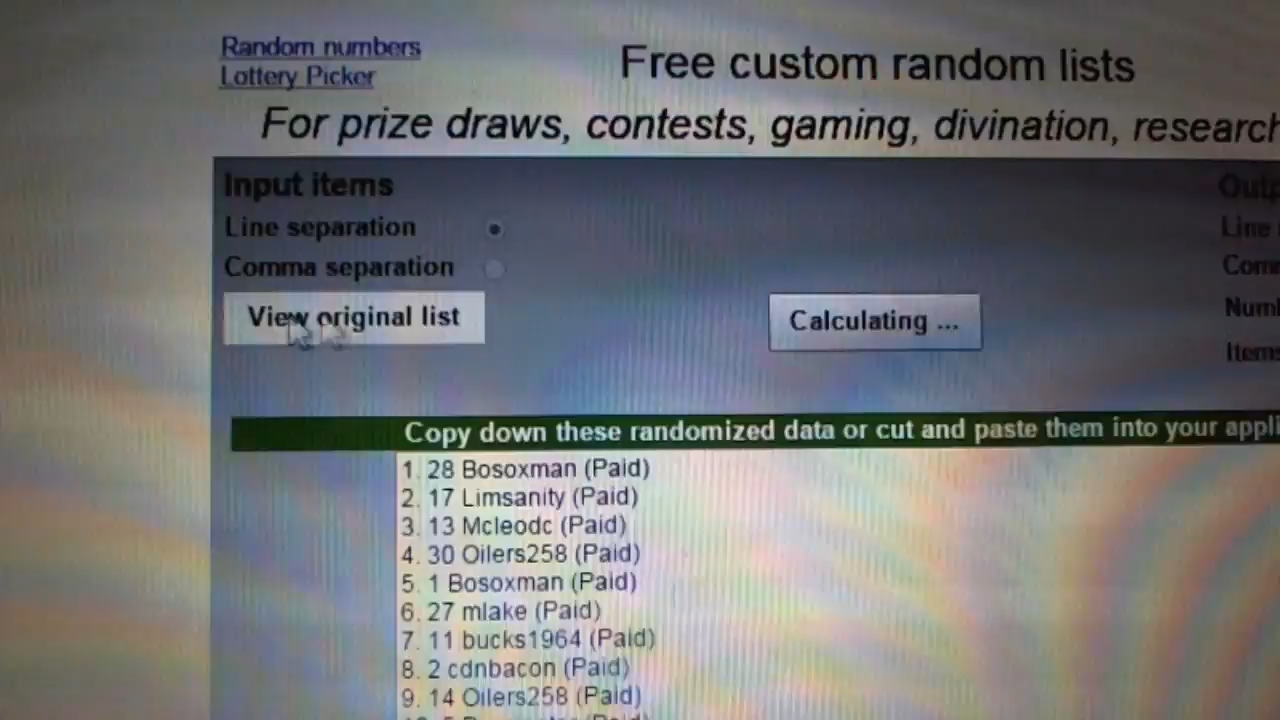 Random numbers
Lottery Picker
Free custom random lists
For prize draws, contests, gaming, divination, research
Input items
Line separation
Comma separation
View original list
Calculating ...
Line
Items
Copy down these randomized data or cut and paste them into your appli
1. 28 Bosoxman (Paid)
2. 17 Limsanity (Paid)
3. 13 Mcleodc (Paid)
4. 30 Oilers258 (Paid)
5. 1 Bosoxman (Paid)
6. 27 mlake (Paid)
7. 11 bucks1964 (Paid)
8. 2 cdnbacon (Paid)
9. 14 Oilers258 (Paid)